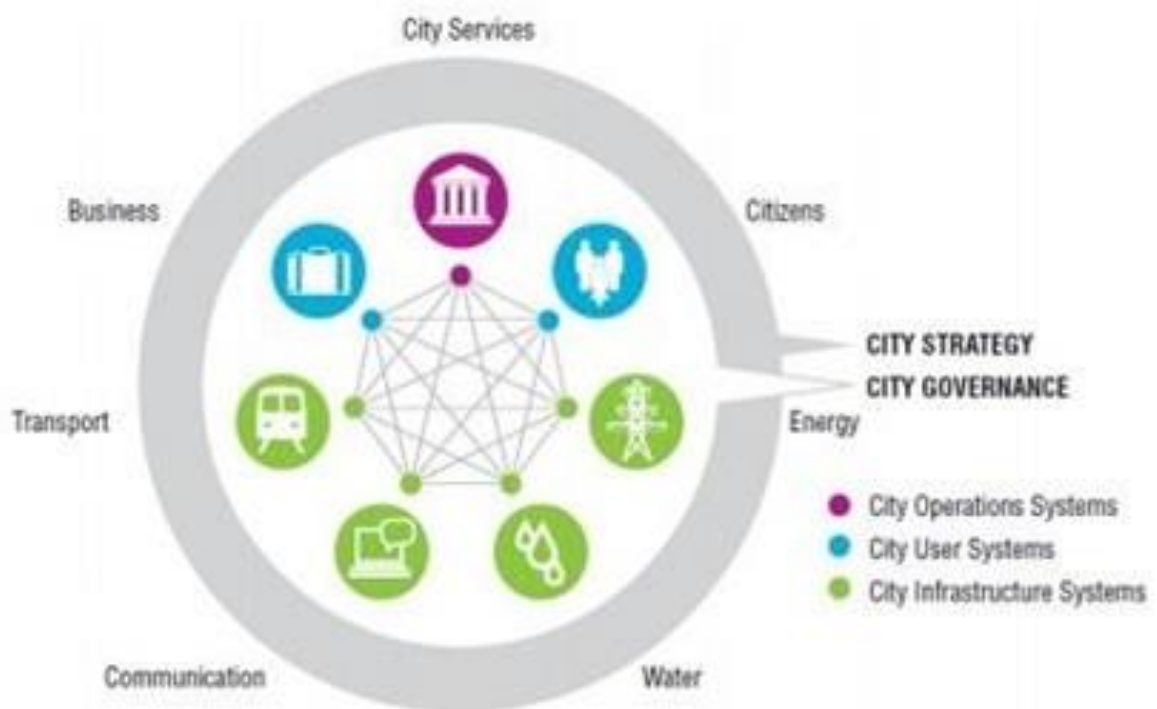 City Services
Business
Citizens
CITY STRATEGY
CITY GOVERNANCE
Transport
Energy
City Operations Systems
City User Systems
City Infrastructure Systems
Communication
Water